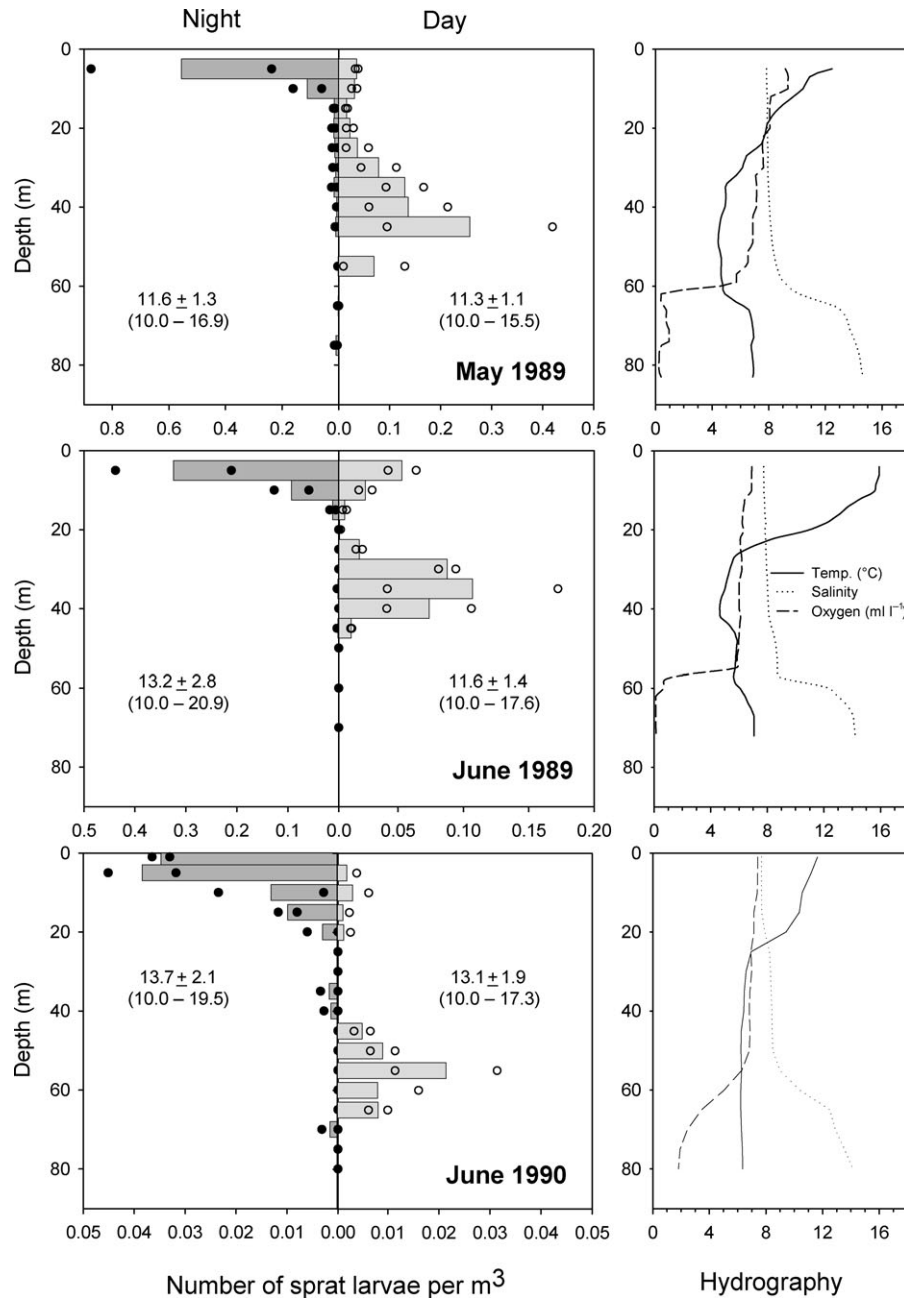 Night Day
0
20
40
60
80
Depth (m)
11.6 ± 1.3
(10.0 – 16.9)
11.3 ± 1.1
(10.0 – 15.5)
May 1989
0.8 0.6 0.4 0.2 0.0 0.1 0.2 0.3 0.4 0.5
0
20
40
60
80
0 4 8 12 16
0
20
40
60
80
Depth (m)
13.2 ± 2.8
(10.0 – 20.9)
11.6 ± 1.4
(10.0 – 17.6)
June 1989
0.5 0.4 0.3 0.2 0.1 0.0 0.05 0.10 0.15 0.20
0
20
40
60
80
Temp. (°C)
Salinity
Oxygen (ml l⁻¹)
0 4 8 12 16
0
20
40
60
80
Depth (m)
13.7 ± 2.1
(10.0 – 19.5)
13.1 ± 1.9
(10.0 – 17.3)
June 1990
0.05 0.04 0.03 0.02 0.01 0.00 0.01 0.02 0.03 0.04 0.05
0
20
40
60
80
0 4 8 12 16
Number of sprat larvae per m³
Hydrography